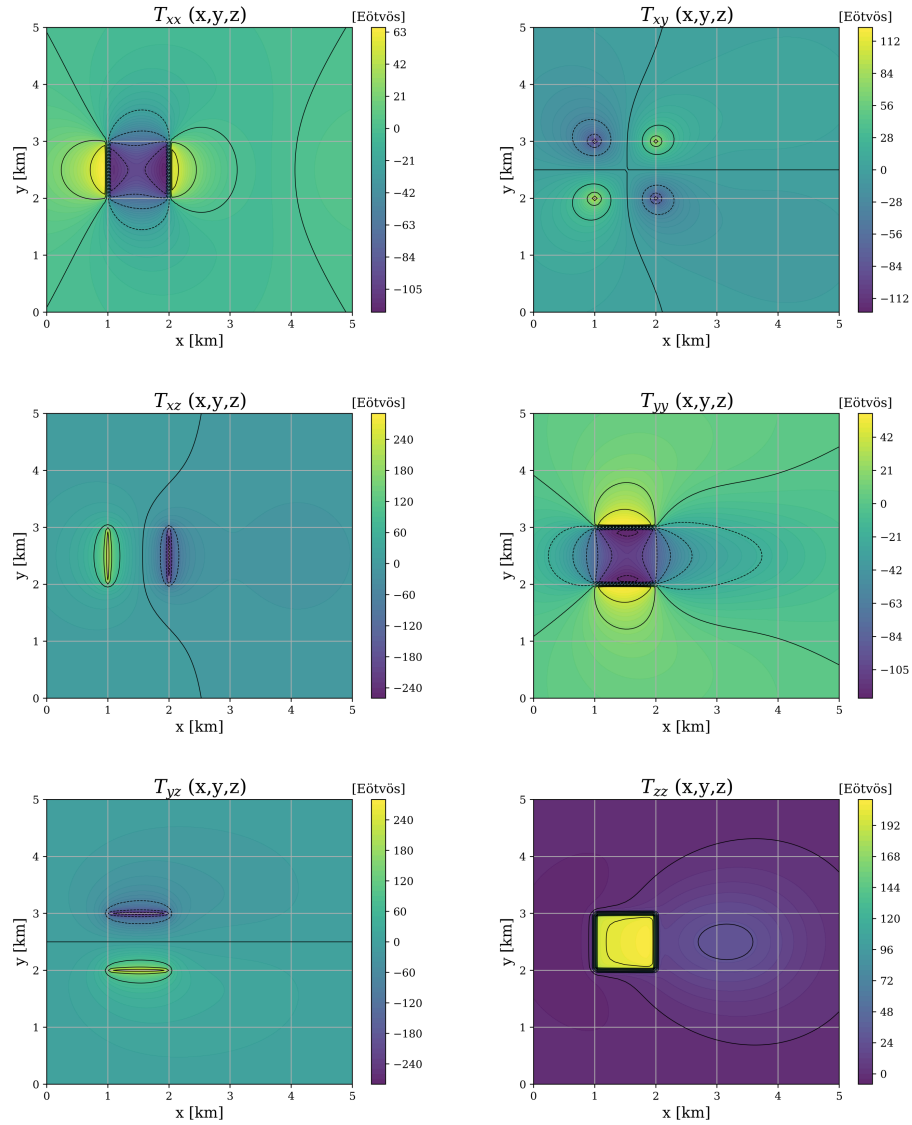 T_xx (x,y,z)
[Eötvös]
y [km]
5
4
3
2
1
0
0 1 2 3 4 5
x [km]
63
42
21
0
−21
−42
−63
−84
−105
T_xy (x,y,z)
[Eötvös]
y [km]
5
4
3
2
1
0
0 1 2 3 4 5
x [km]
112
84
56
28
0
−28
−56
−84
−112
T_xz (x,y,z)
[Eötvös]
y [km]
5
4
3
2
1
0
0 1 2 3 4 5
x [km]
240
180
120
60
0
−60
−120
−180
−240
T_yy (x,y,z)
[Eötvös]
y [km]
5
4
3
2
1
0
0 1 2 3 4 5
x [km]
42
21
0
−21
−42
−63
−84
−105
T_yz (x,y,z)
[Eötvös]
y [km]
5
4
3
2
1
0
0 1 2 3 4 5
x [km]
240
180
120
60
0
−60
−120
−180
−240
T_zz (x,y,z)
[Eötvös]
y [km]
5
4
3
2
1
0
0 1 2 3 4 5
x [km]
192
168
144
120
96
72
48
24
0